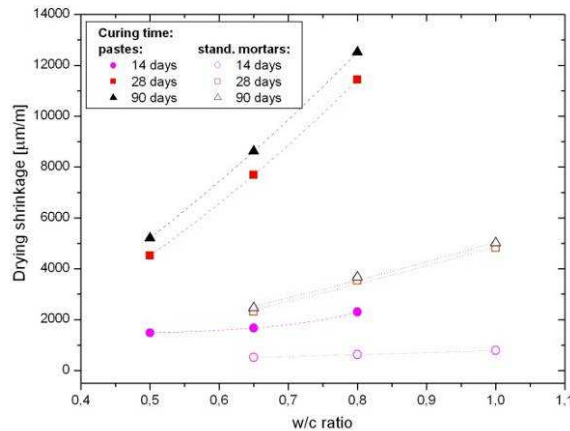 Curing time:
pastes: stand. mortars:
14 days 14 days
28 days 28 days
90 days 90 days
14000
12000
10000
8000
6000
4000
2000
0
Drying shrinkage [µm/m]
0,4 0,5 0,6 0,7 0,8 0,9 1,0 1,1
w/c ratio